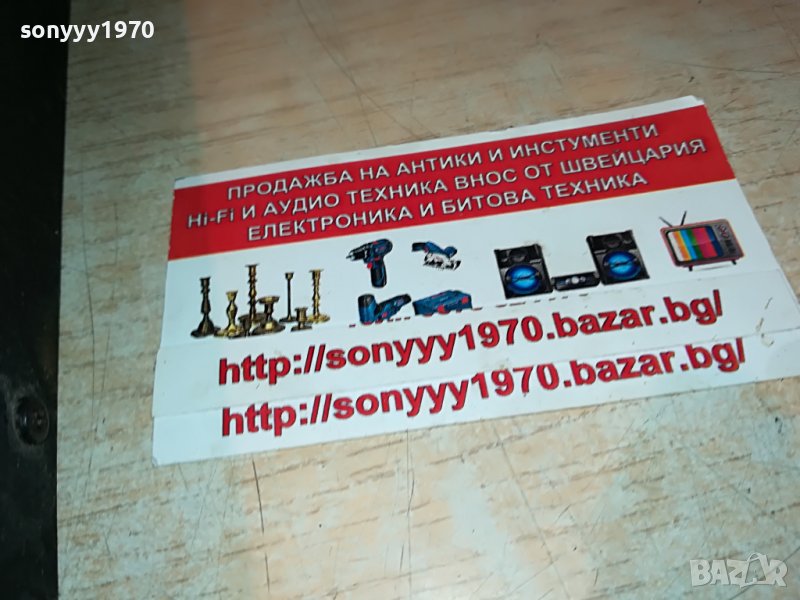 sonyyy1970
ПРОДАЖБА НА АНТИКИ И ИНСТУМЕНТИ
Hi-Fi И АУДИО ТЕХНИКА ВНОС ОТ ШВЕЙЦАРИЯ
ЕЛЕКТРОНИКА И БИТОВА ТЕХНИКА
http://sonyyy1970.bazar.bg/
http://sonyyy1970.bazar.bg/
BAZAR